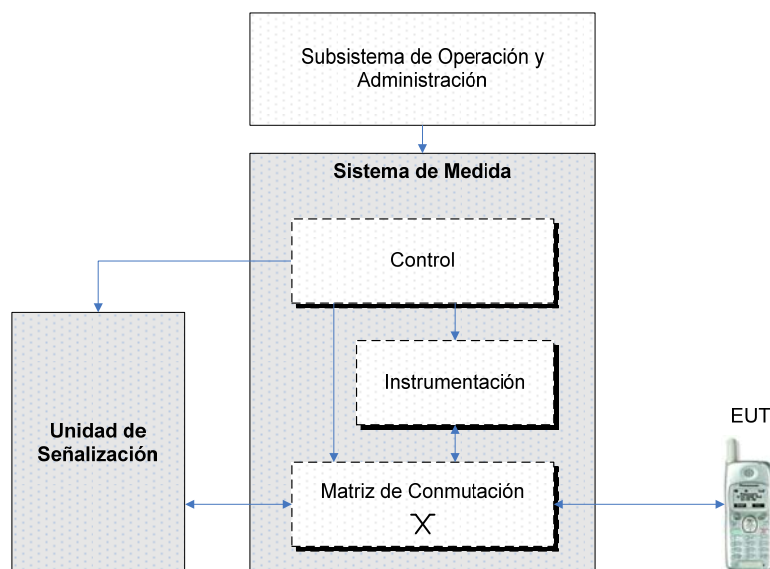 Subsistema de Operación y
Administración
Sistema de Medida
Control
Instrumentación
Unidad de
Señalización
Matriz de Conmutación
EUT